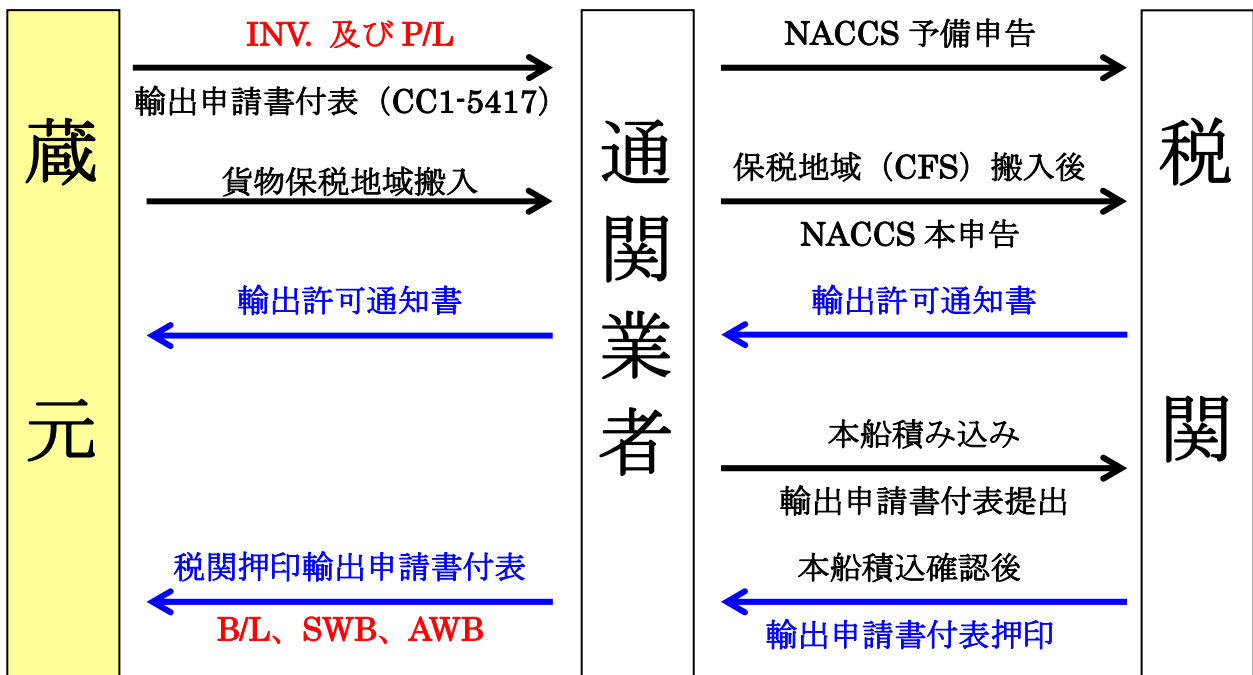 蔵元
通関業者
税関
INV. 及び P/L
輸出申請書付表（CC1-5417）
NACCS 予備申告
貨物保税地域搬入
保税地域（CFS）搬入後
NACCS 本申告
輸出許可通知書
輸出許可通知書
本船積み込み
輸出申請書付表提出
税関押印輸出申請書付表
B/L、SWB、AWB
本船積込確認後
輸出申請書付表押印